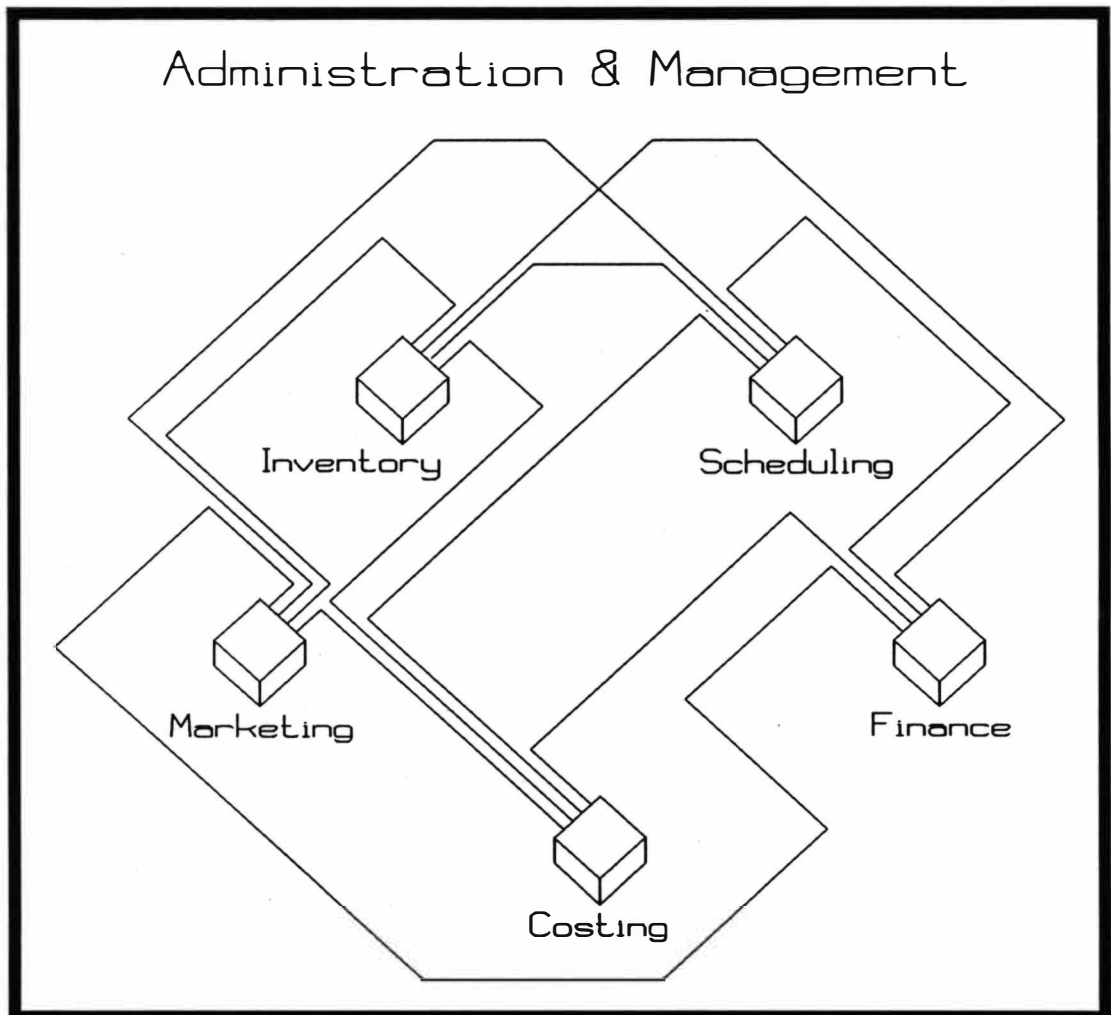 Administration & Management
Inventory
Scheduling
Marketing
Finance
Costing